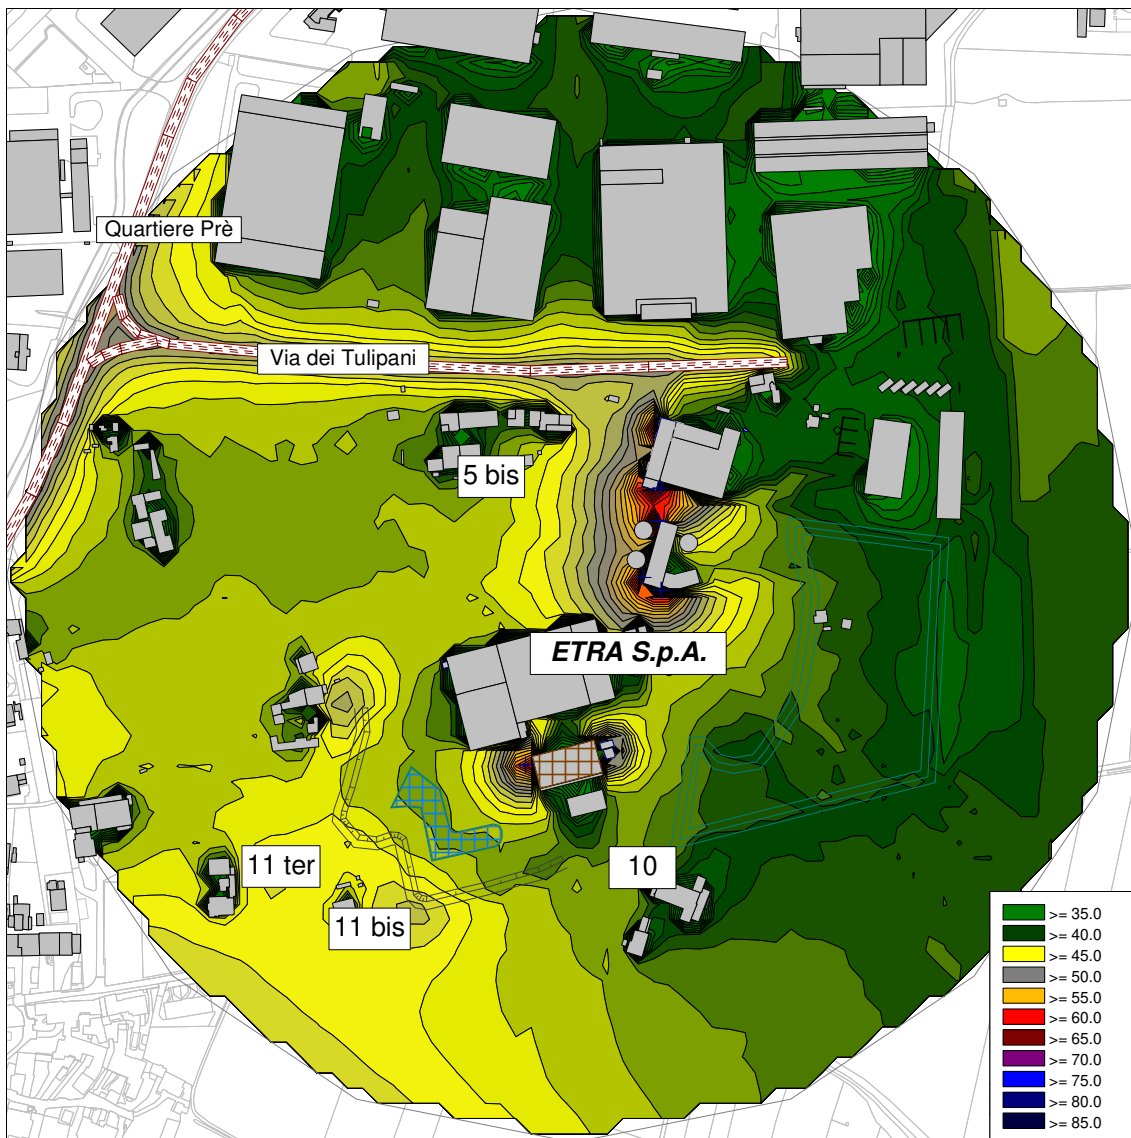 Quartiere Prè
Via dei Tulipani
5 bis
ETRA S.p.A.
11 ter
10
11 bis
>= 35.0
>= 40.0
>= 45.0
>= 50.0
>= 55.0
>= 60.0
>= 65.0
>= 70.0
>= 75.0
>= 80.0
>= 85.0